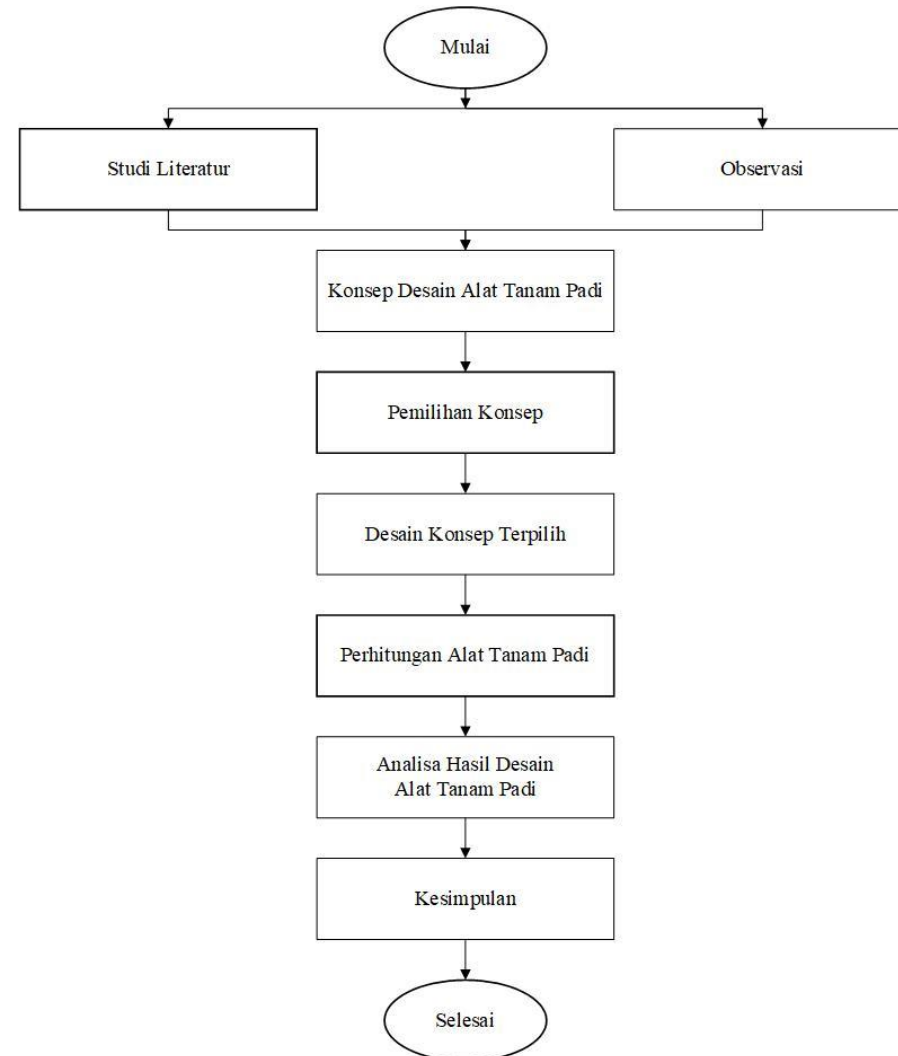 Mulai
Studi Literatur
Observasi
Konsep Desain Alat Tanam Padi
Pemilihan Konsep
Desain Konsep Terpilih
Perhitungan Alat Tanam Padi
Analisa Hasil Desain
Alat Tanam Padi
Kesimpulan
Selesai